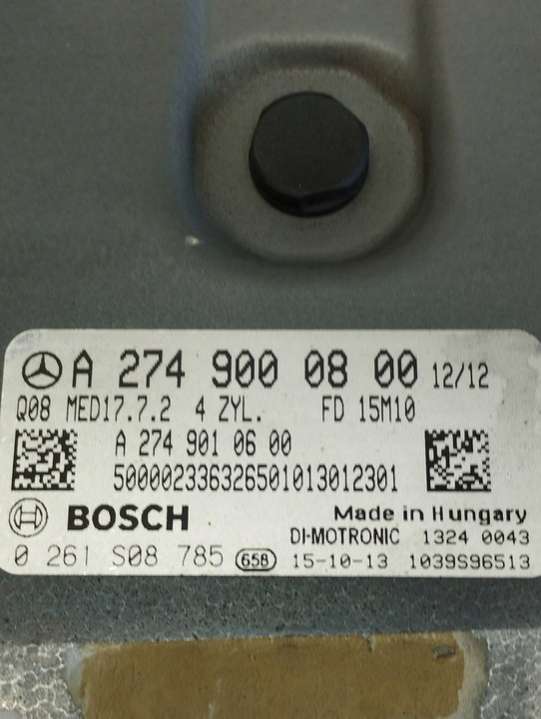 A 274 900 08 00 12/12
Q08 MED17.7.2 4 ZYL. FD 15M10
A 274 901 06 00
500002336326501013012301
BOSCH Made in Hungary
DI-MOTRONIC 1324 0043
0 261 S08 785 658 15-10-13 1039S96513